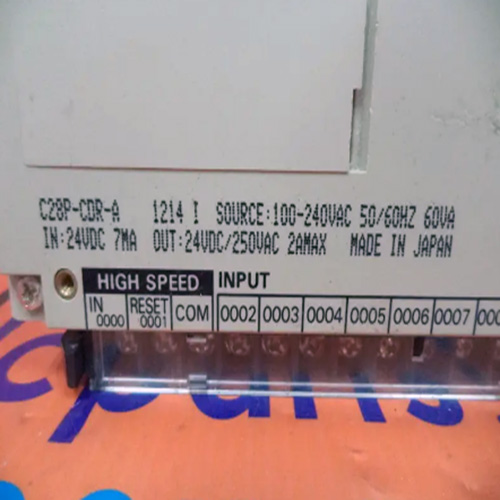 C28P-CDR-A 1214 I SOURCE:100-240VAC 50/60HZ 60VA
IN:24VDC 7MA OUT:24VDC/250VAC 2AMAX MADE IN JAPAN
HIGH SPEED INPUT
IN 0000 RESET 0001 COM 0002 0003 0004 0005 0006 0007